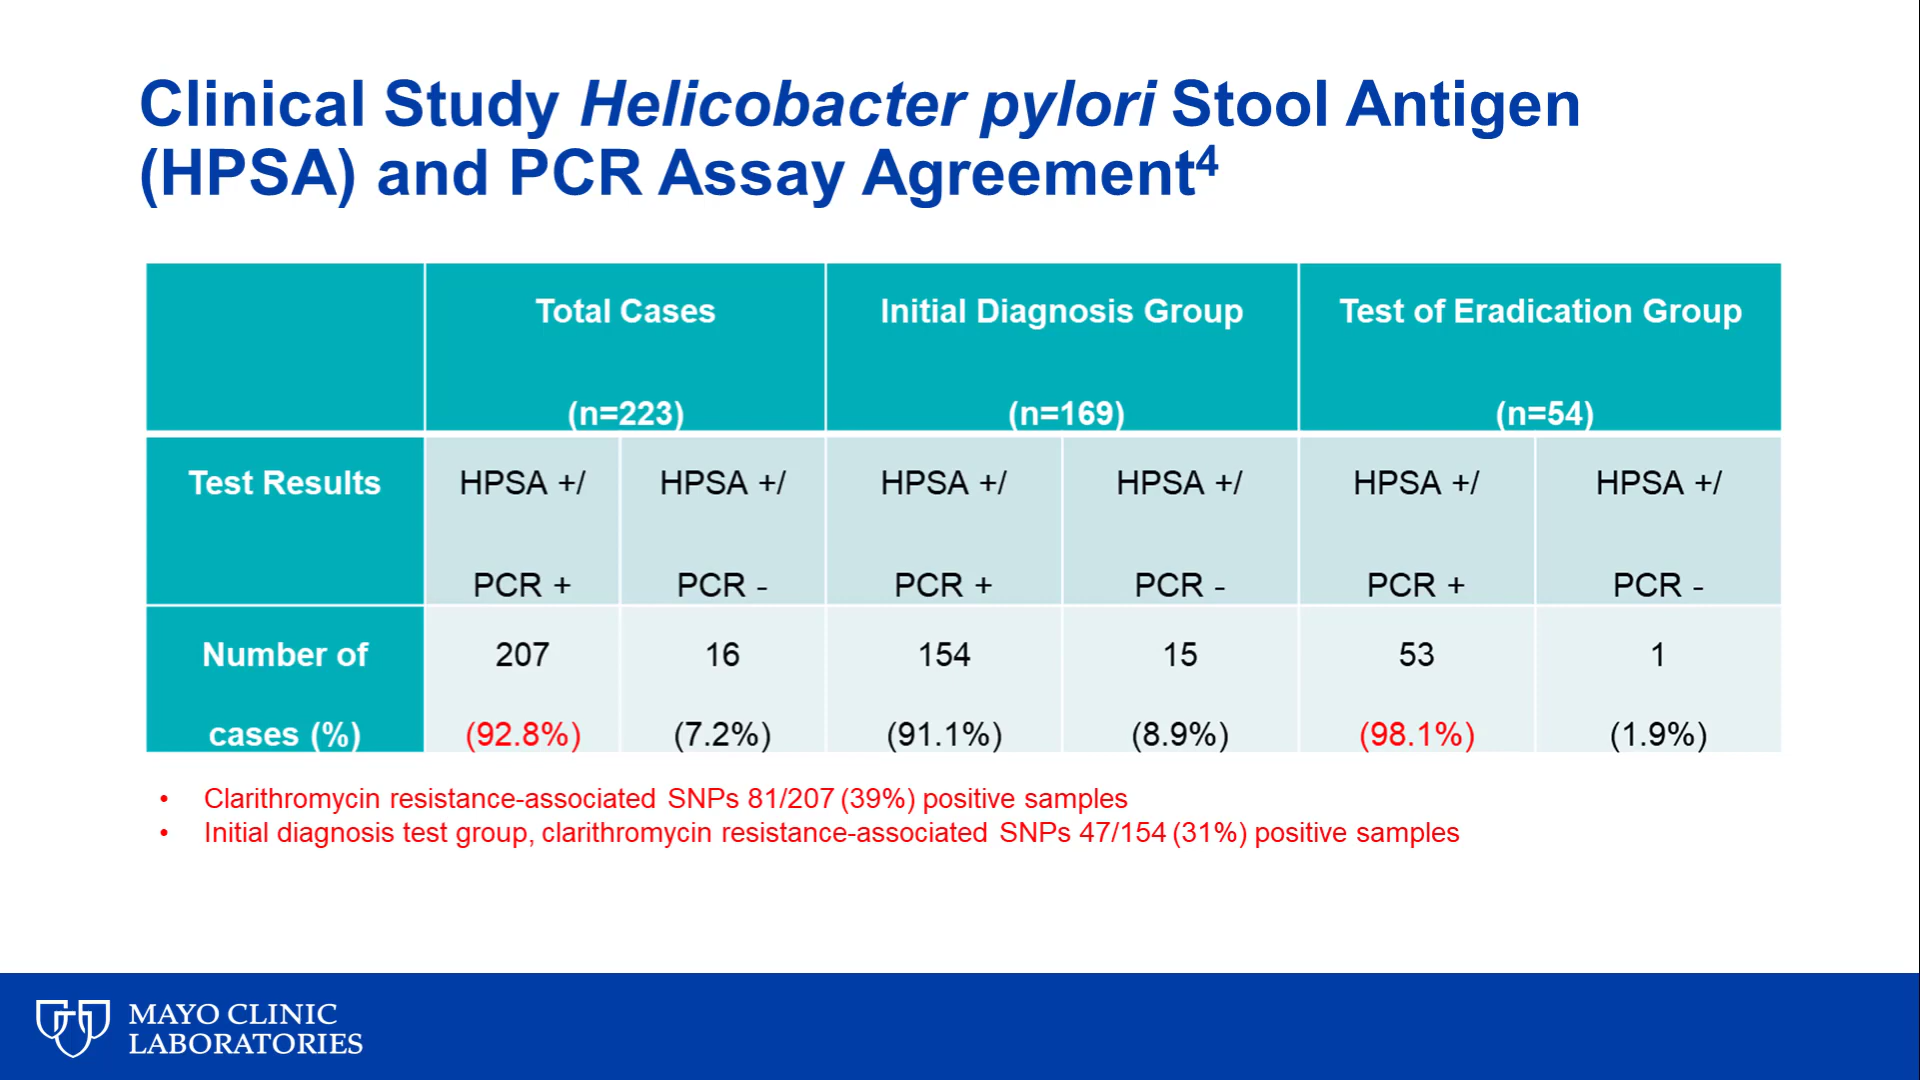 Clinical Study Helicobacter pylori Stool Antigen
(HPSA) and PCR Assay Agreement⁴
Total Cases
(n=223)
Initial Diagnosis Group
(n=169)
Test of Eradication Group
(n=54)
Test Results
HPSA +/
PCR +
HPSA +/
PCR -
HPSA +/
PCR +
HPSA +/
PCR -
HPSA +/
PCR +
HPSA +/
PCR -
Number of
cases (%)
207
(92.8%)
16
(7.2%)
154
(91.1%)
15
(8.9%)
53
(98.1%)
1
(1.9%)
• Clarithromycin resistance-associated SNPs 81/207 (39%) positive samples
• Initial diagnosis test group, clarithromycin resistance-associated SNPs 47/154 (31%) positive samples
MAYO CLINIC
LABORATORIES